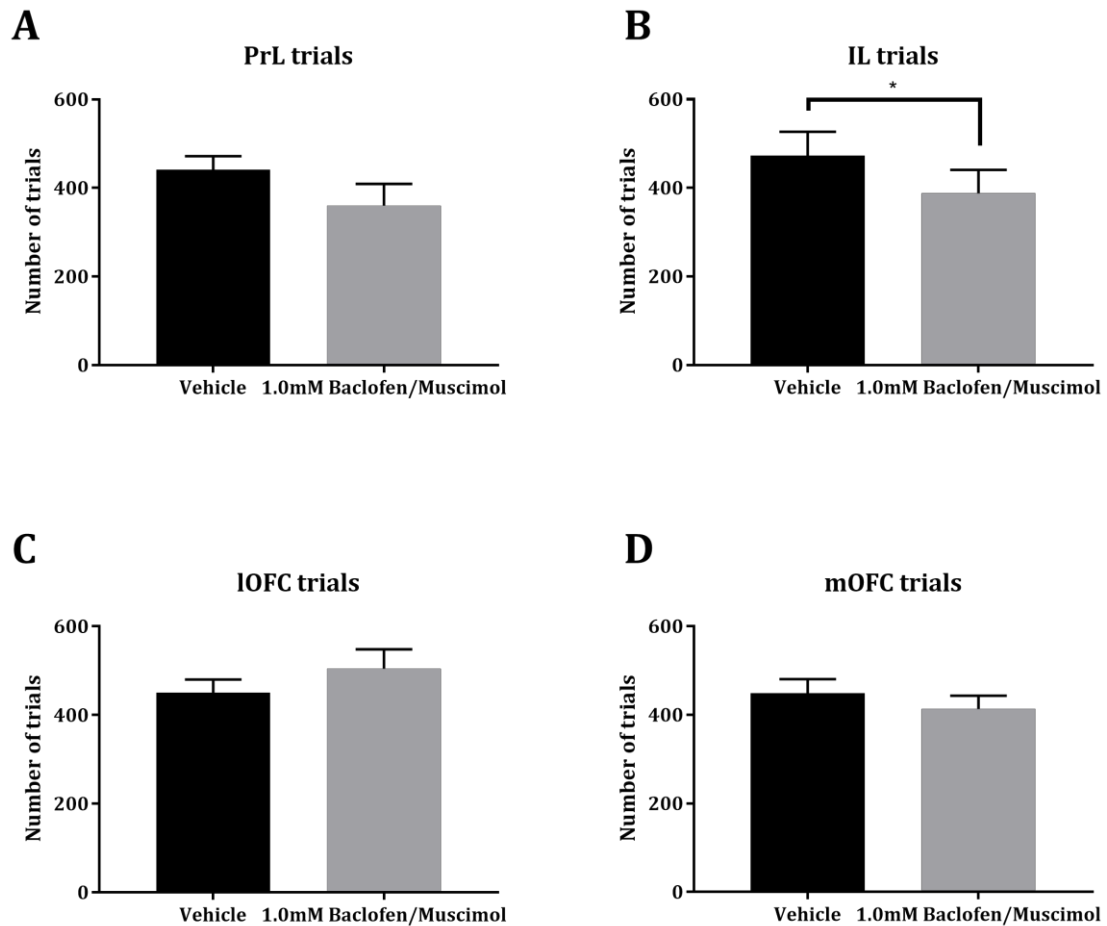 A
PrL trials
Number of trials
600
400
200
0
Vehicle 1.0mM Baclofen/Muscimol
B
IL trials
*
Number of trials
600
400
200
0
Vehicle 1.0mM Baclofen/Muscimol
C
lOFC trials
Number of trials
600
400
200
0
Vehicle 1.0mM Baclofen/Muscimol
D
mOFC trials
Number of trials
600
400
200
0
Vehicle 1.0mM Baclofen/Muscimol